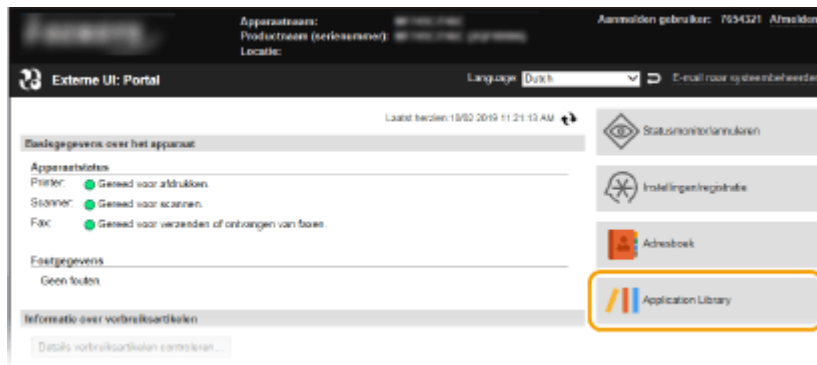 Apparaatnaam:
Productnaam (serienummer):
Locatie:
Aanmelden gebruiker: 7654321 Afmelden
Externe UI: Portal
Language: Dutch
E-mail naar systeembeheerder
Laatst herzien:18/02 2019 11:21:13 AM
Basisgegevens over het apparaat
Apparaatstatus
Printer: Gereed voor afdrukken.
Scanner: Gereed voor scannen.
Fax: Gereed voor verzenden of ontvangen van faxen.
Foutgegevens
Geen fouten.
Informatie over verbruiksartikelen
Details verbruiksartikelen controleren...
Statusmonitor/annuleren
Instellingen/registratie
Adresboek
Application Library